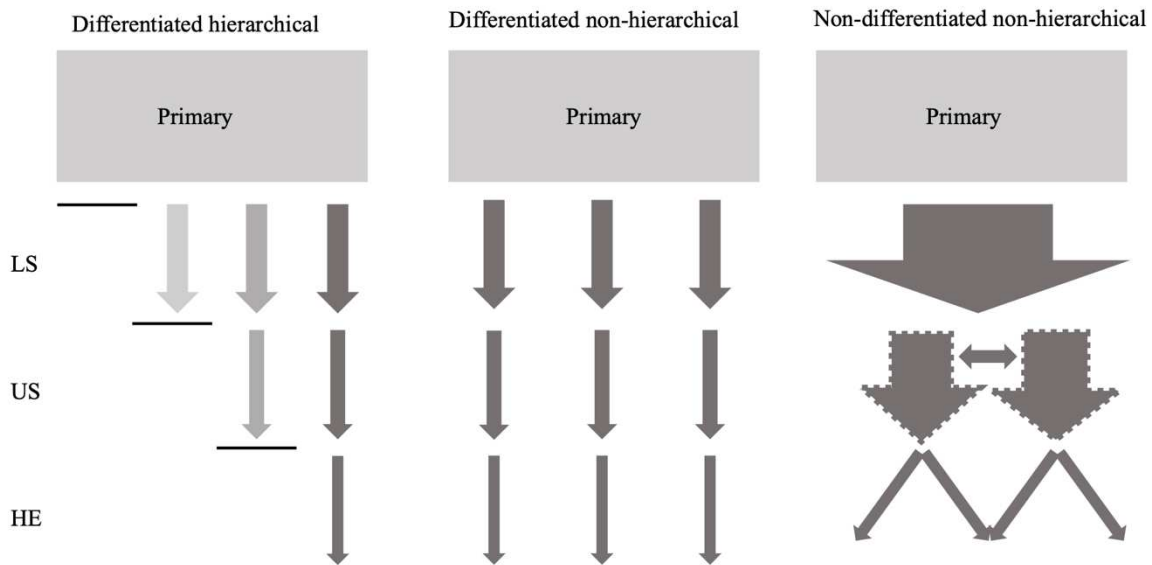 Differentiated hierarchical
Differentiated non-hierarchical
Non-differentiated non-hierarchical
Primary
Primary
Primary
LS
US
HE